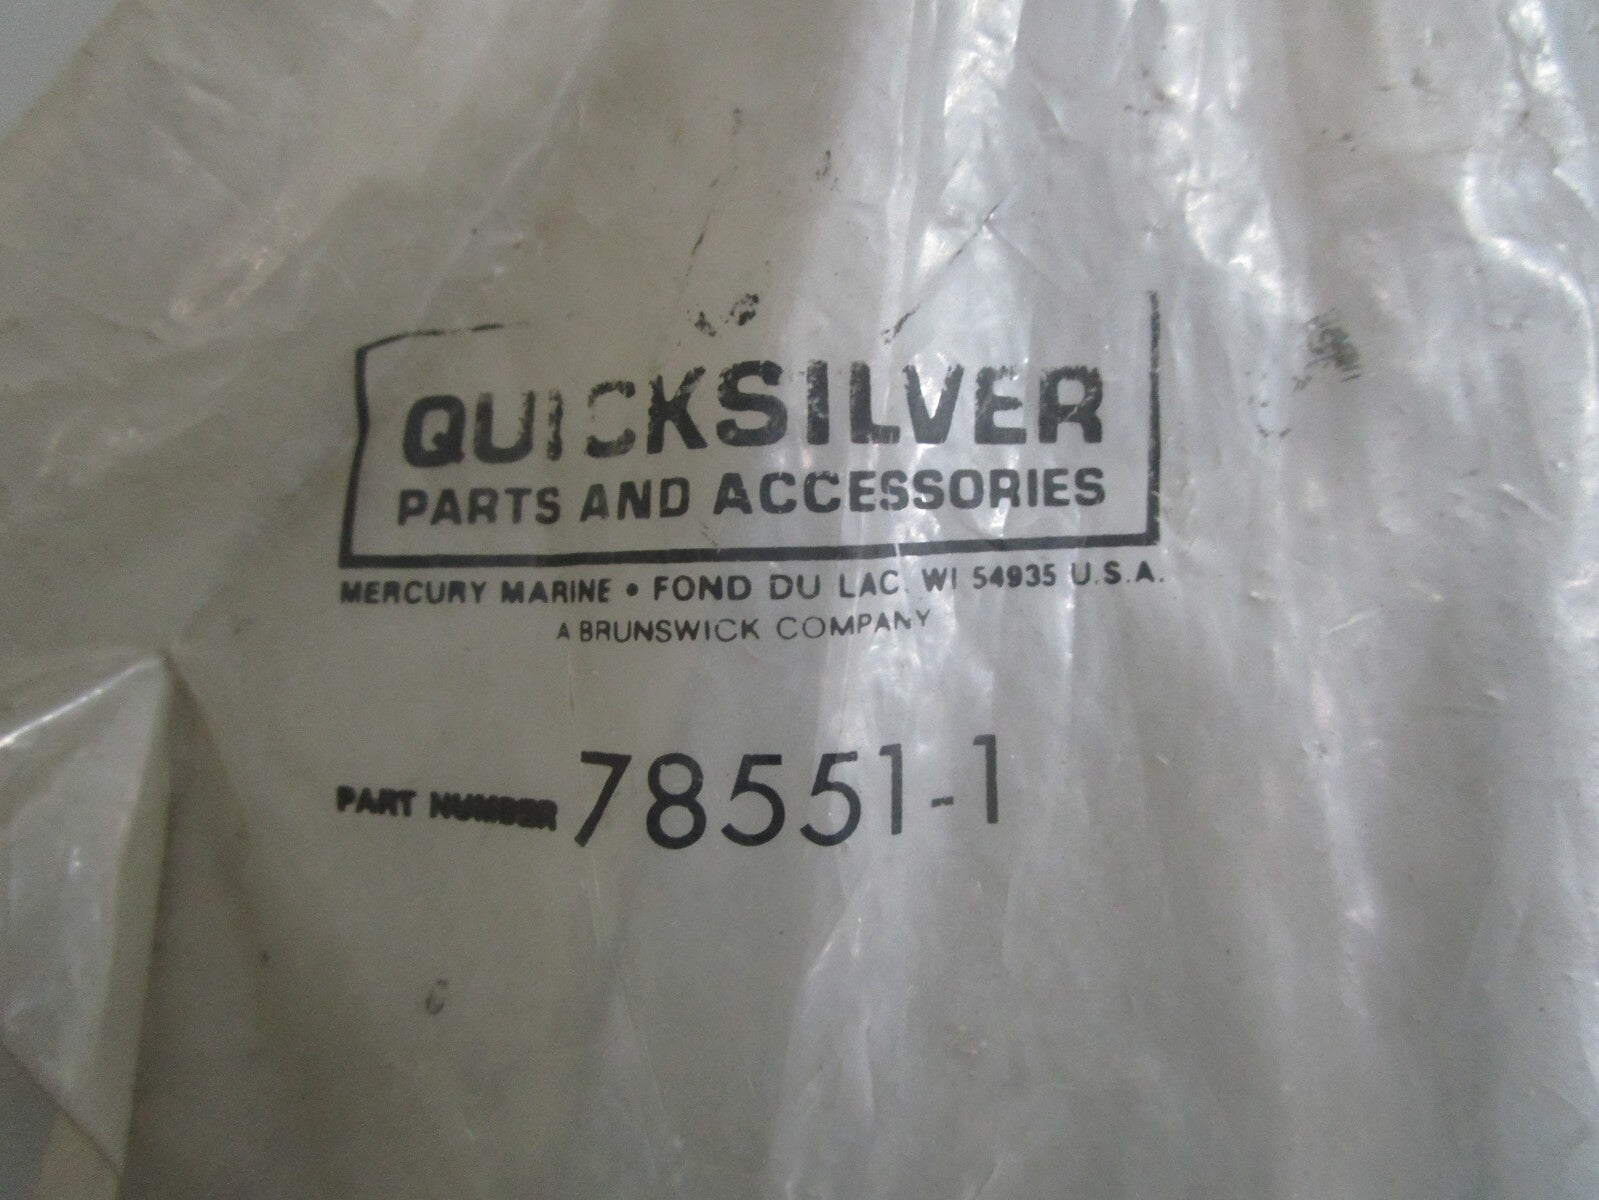 QUICKSILVER
PARTS AND ACCESSORIES
MERCURY MARINE • FOND DU LAC, WI 54935 U.S.A.
A BRUNSWICK COMPANY
PART NUMBER 78551-1